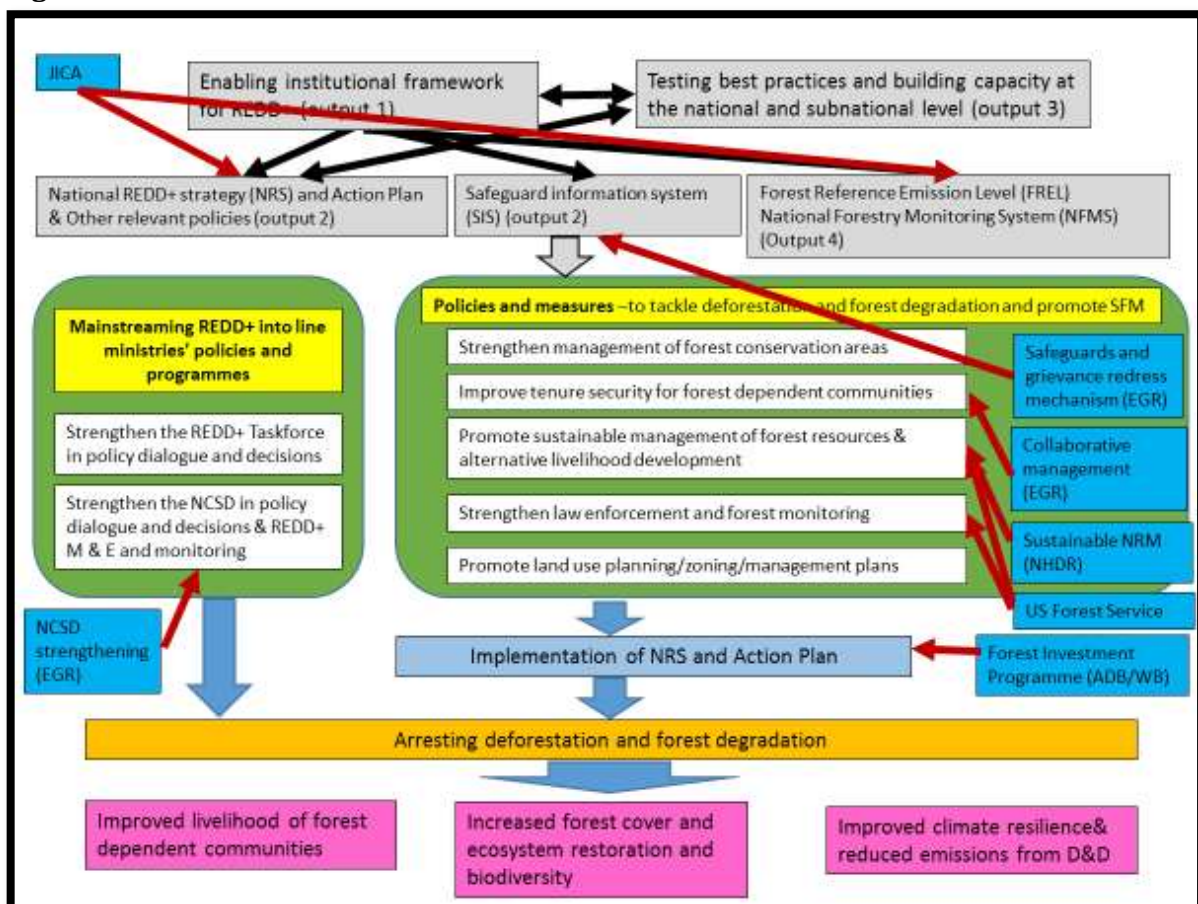 JICA
Enabling institutional framework
for REDD+ (output 1)
Testing best practices and building capacity at
the national and subnational level (output 3)
National REDD+ strategy (NRS) and Action Plan
& Other relevant policies (output 2)
Safeguard information system
(SIS) (output 2)
Forest Reference Emission Level (FREL)
National Forestry Monitoring System (NFMS)
(Output 4)
Mainstreaming REDD+ into line
ministries' policies and
programmes
Strengthen the REDD+ Taskforce
in policy dialogue and decisions
Strengthen the NCSD in policy
dialogue and decisions & REDD+
M & E and monitoring
NCSD
strengthening
(EGR)
Policies and measures –to tackle deforestation and forest degradation and promote SFM
Strengthen management of forest conservation areas
Improve tenure security for forest dependent communities
Promote sustainable management of forest resources &
alternative livelihood development
Strengthen law enforcement and forest monitoring
Promote land use planning/zoning/management plans
Safeguards and
grievance redress
mechanism (EGR)
Collaborative
management
(EGR)
Sustainable NRM
(NHDR)
US Forest Service
Implementation of NRS and Action Plan
Forest Investment
Programme (ADB/WB)
Arresting deforestation and forest degradation
Improved livelihood of forest
dependent communities
Increased forest cover and
ecosystem restoration and
biodiversity
Improved climate resilience&
reduced emissions from D&D